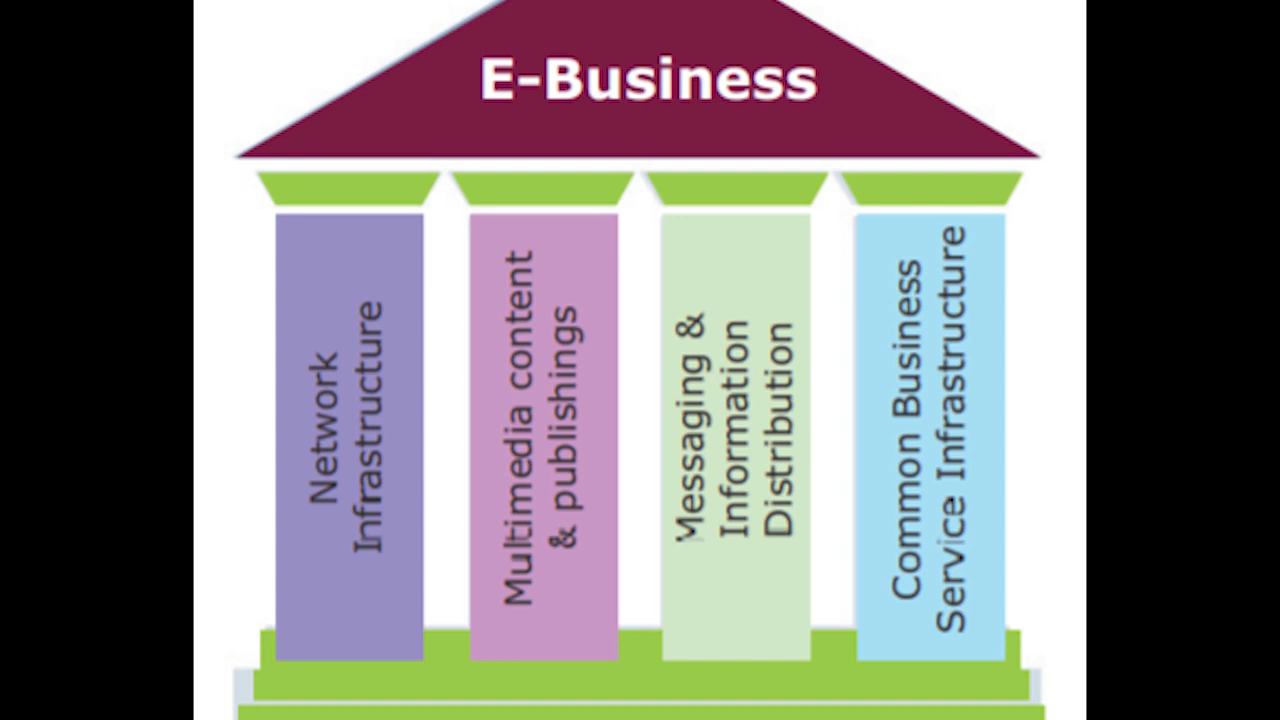 E-Business
Network
Infrastructure
Multimedia content
& publishings
Messaging &
Information
Distribution
Common Business
Service Infrastructure